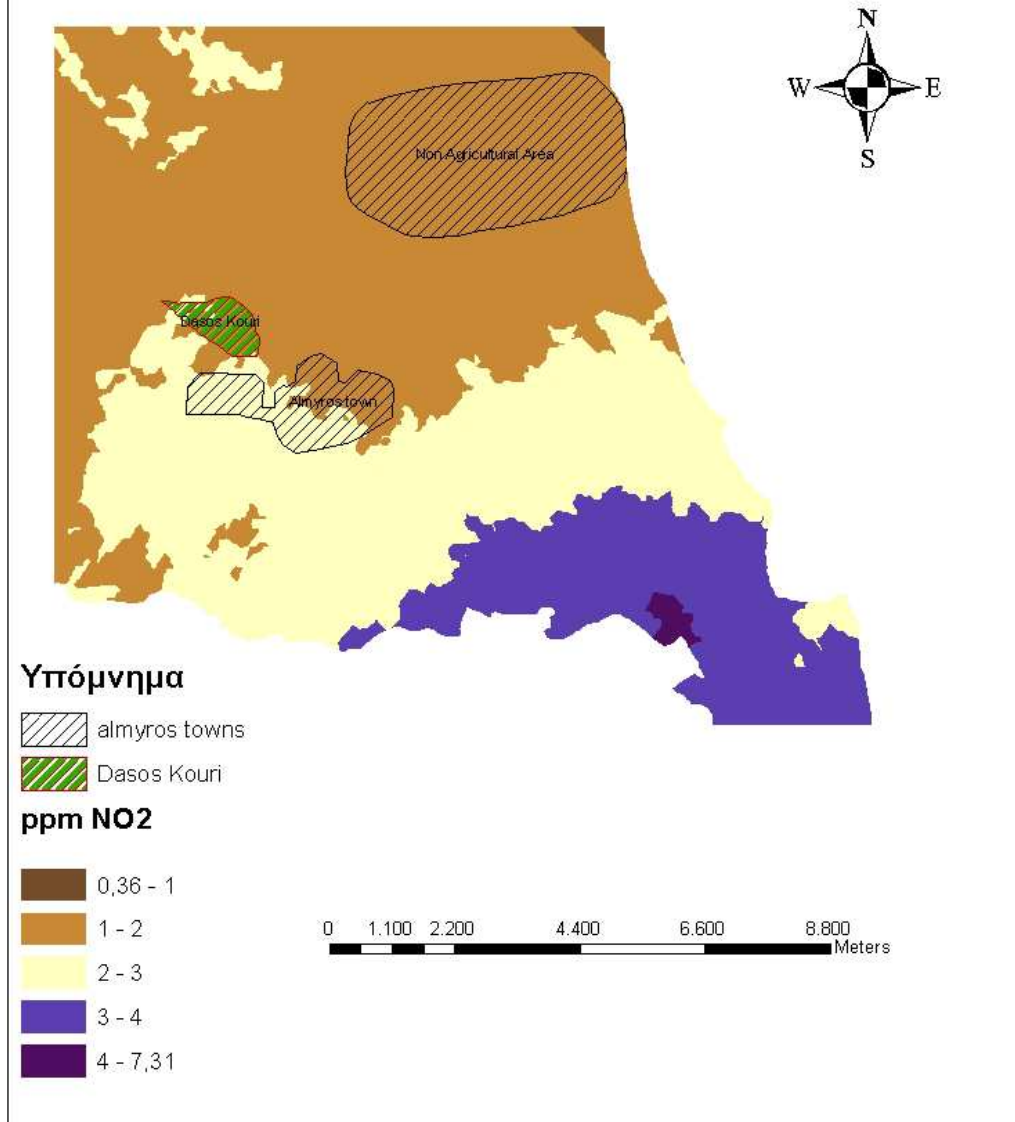 N
W E
S
Non Agricultural Area
Dasos Kouri
Almyros town
Υπόμνημα
almyros towns
Dasos Kouri
ppm NO2
0,36 - 1
1 - 2
2 - 3
3 - 4
4 - 7,31
0 1.100 2.200 4.400 6.600 8.800
Meters